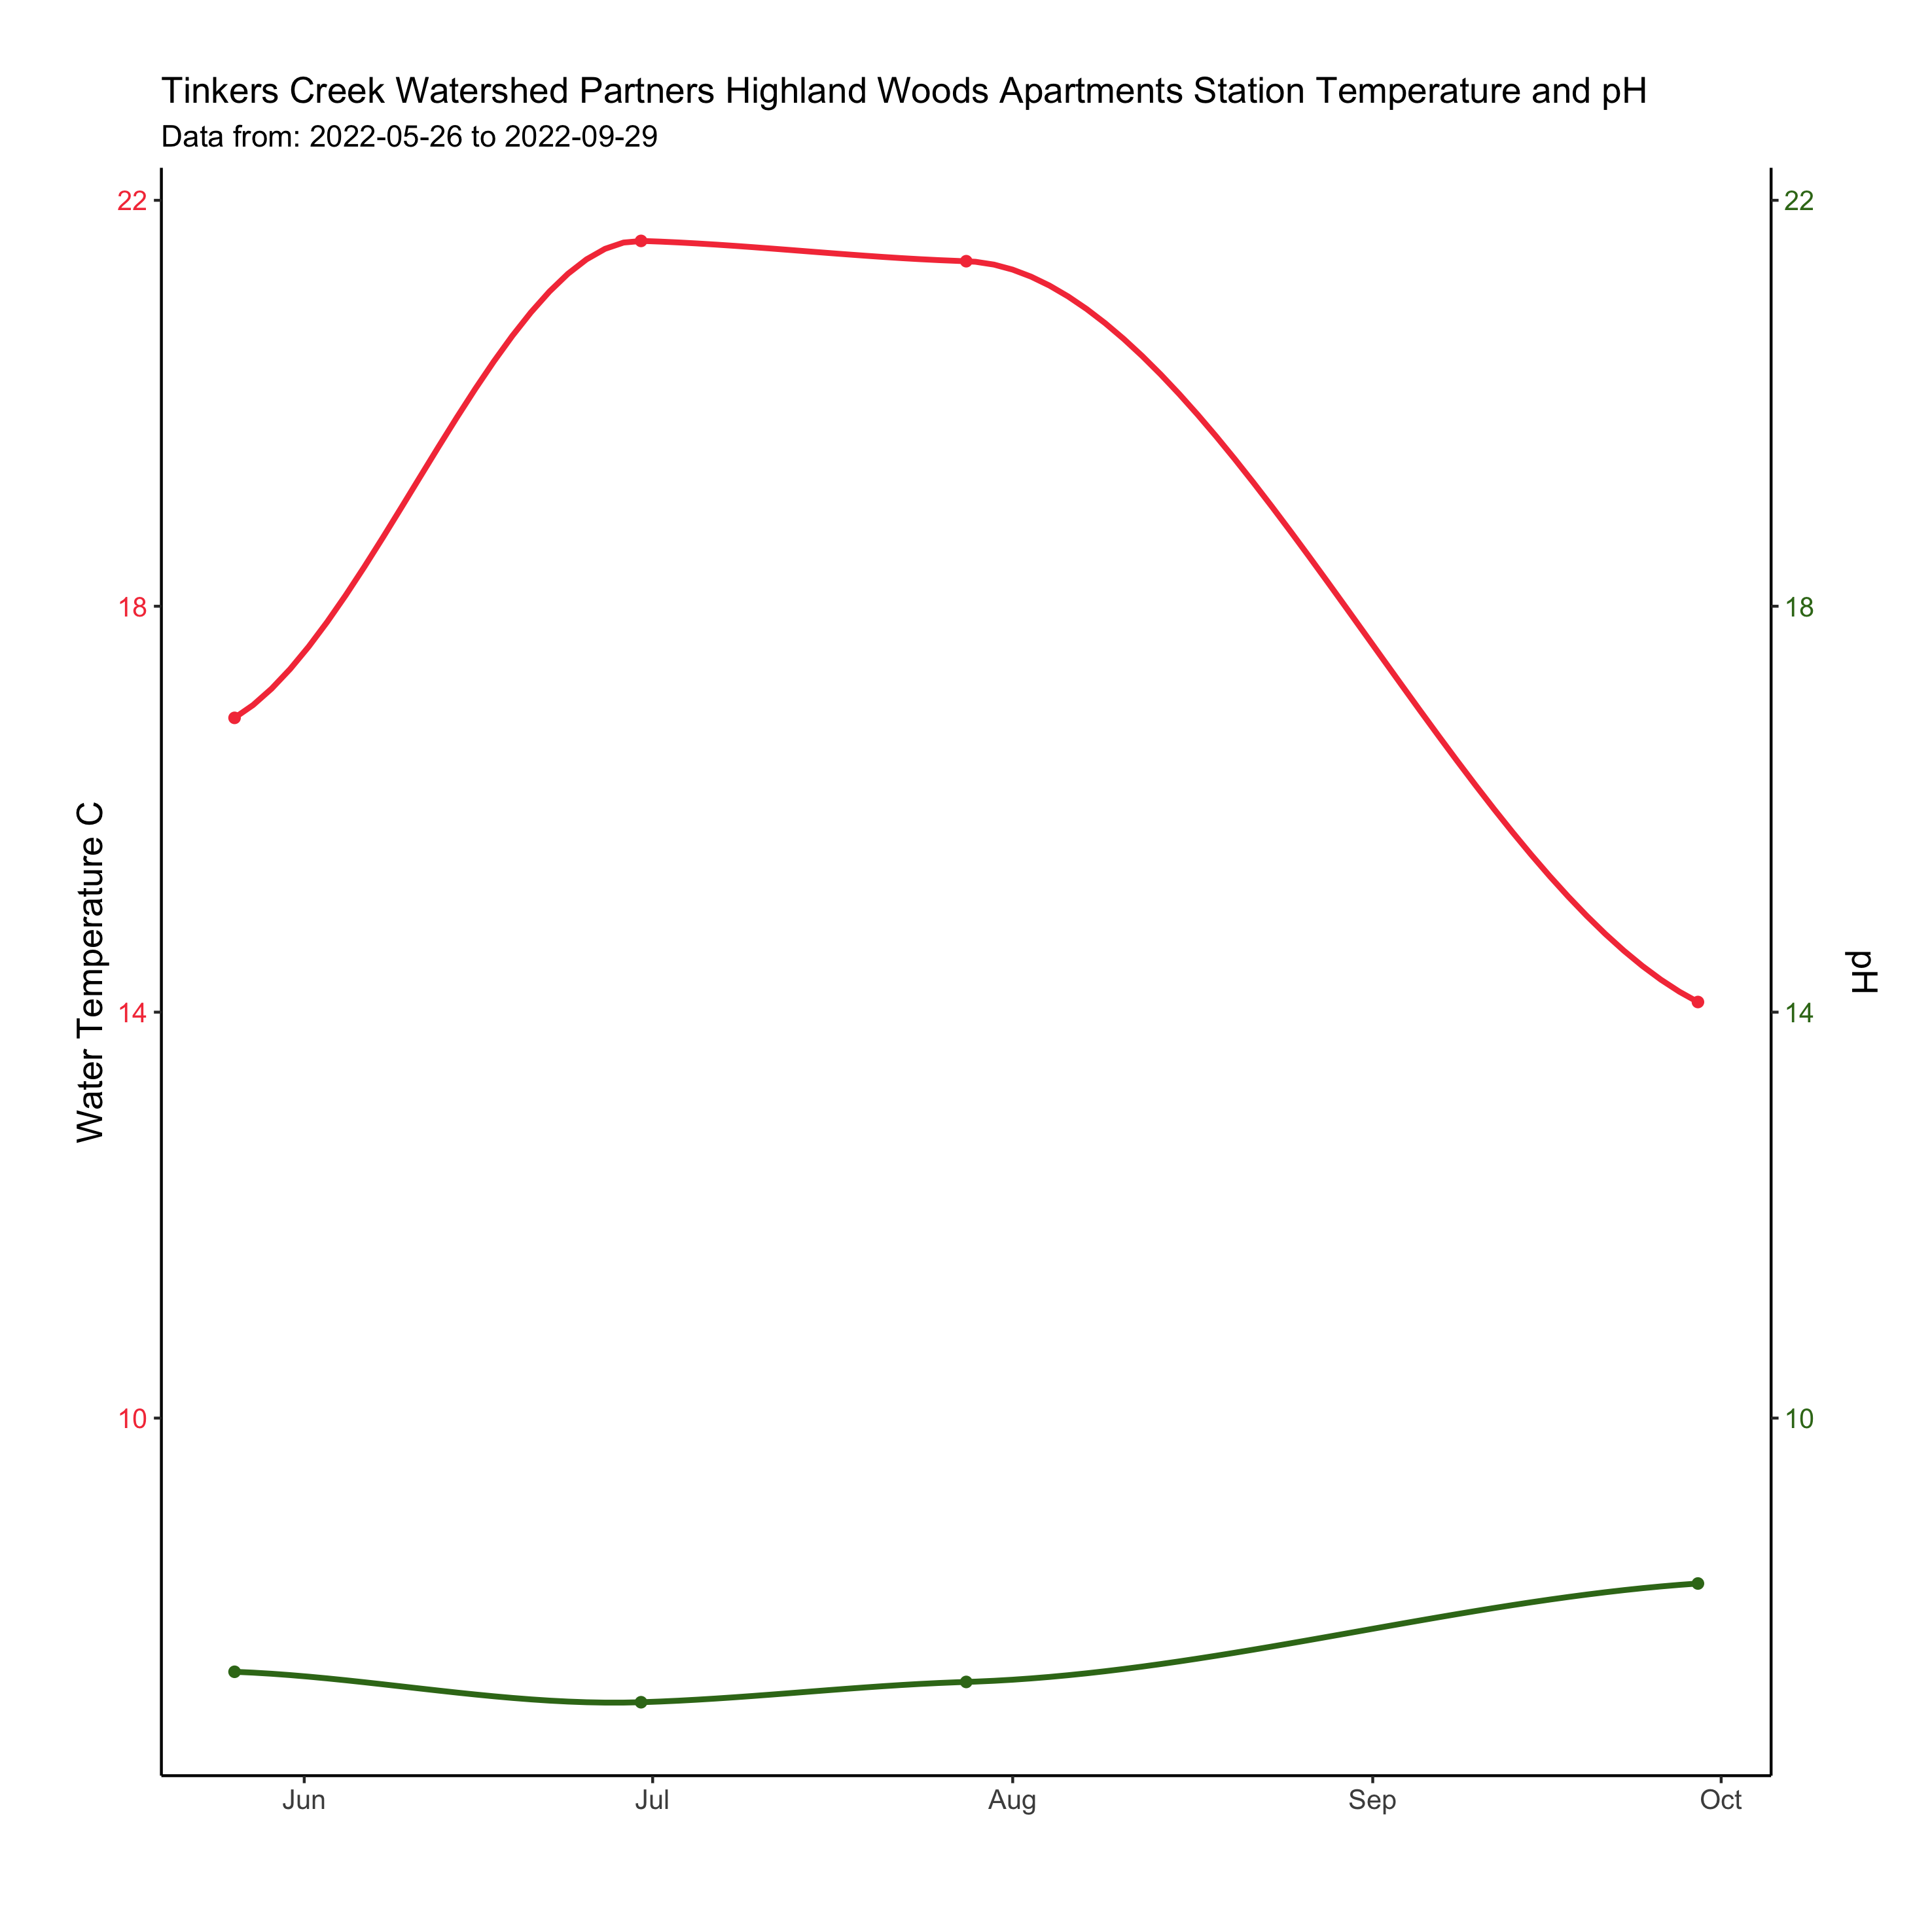 Tinkers Creek Watershed Partners Highland Woods Apartments Station Temperature and pH
Data from: 2022-05-26 to 2022-09-29
Water Temperature C
22
18
14
10
22
18
14
10
pH
Jun Jul Aug Sep Oct